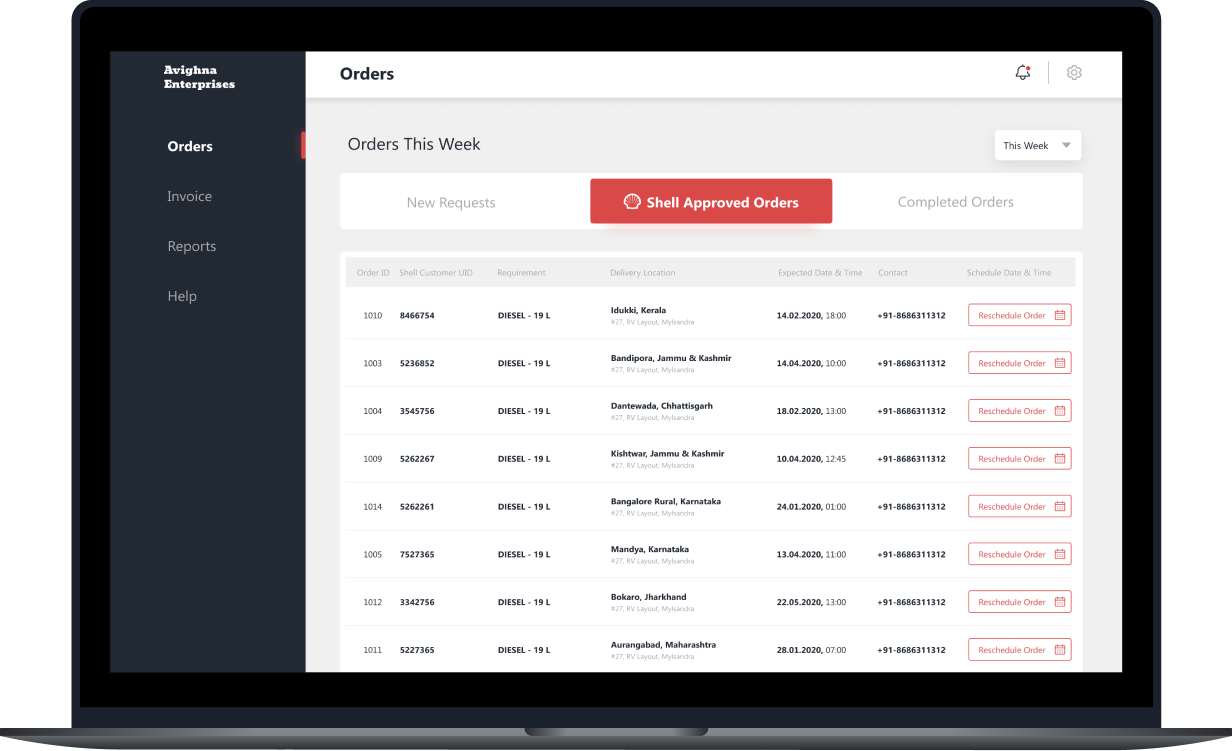 Avighna
Enterprises
Orders
Orders
Invoice
Reports
Help
Orders This Week
This Week
New Requests
Shell Approved Orders
Completed Orders
Order ID Shell Customer UID Requirement Delivery Location Expected Date & Time Contact Schedule Date & Time
1010 8466754 DIESEL - 19 L Idukki, Kerala 14.02.2020, 18:00 +91-8686311312 Reschedule Order
#27, RV Layout, Mylsandra
1003 5236852 DIESEL - 19 L Bandipora, Jammu & Kashmir 14.04.2020, 10:00 +91-8686311312 Reschedule Order
#27, RV Layout, Mylsandra
1004 3545756 DIESEL - 19 L Dantewada, Chhattisgarh 18.02.2020, 13:00 +91-8686311312 Reschedule Order
#27, RV Layout, Mylsandra
1009 5262267 DIESEL - 19 L Kishtwar, Jammu & Kashmir 10.04.2020, 12:45 +91-8686311312 Reschedule Order
#27, RV Layout, Mylsandra
1014 5262261 DIESEL - 19 L Bangalore Rural, Karnataka 24.01.2020, 01:00 +91-8686311312 Reschedule Order
#27, RV Layout, Mylsandra
1005 7527365 DIESEL - 19 L Mandya, Karnataka 13.04.2020, 11:00 +91-8686311312 Reschedule Order
#27, RV Layout, Mylsandra
1012 3342756 DIESEL - 19 L Bokaro, Jharkhand 22.05.2020, 13:00 +91-8686311312 Reschedule Order
#27, RV Layout, Mylsandra
1011 5227365 DIESEL - 19 L Aurangabad, Maharashtra 28.01.2020, 07:00 +91-8686311312 Reschedule Order
#27, RV Layout, Mylsandra